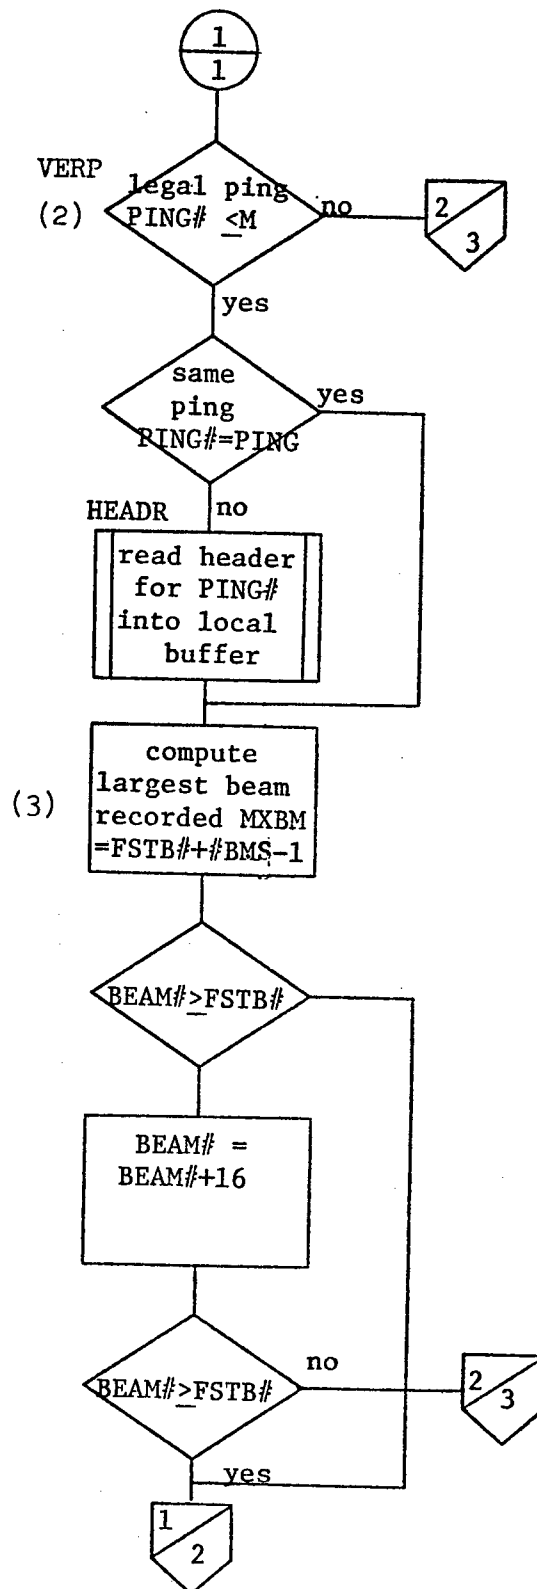 1
1
VERP
legal ping
(2)
PING# ≤M
no
2
3
yes
same
ping
PING#=PING
yes
HEADR
no
read header
for PING#
into local
buffer
(3)
compute
largest beam
recorded MXBM
=FSTB#+#BMS-1
BEAM#≥FSTB#
BEAM# =
BEAM#+16
BEAM#≥FSTB#
no
2
3
yes
1
2